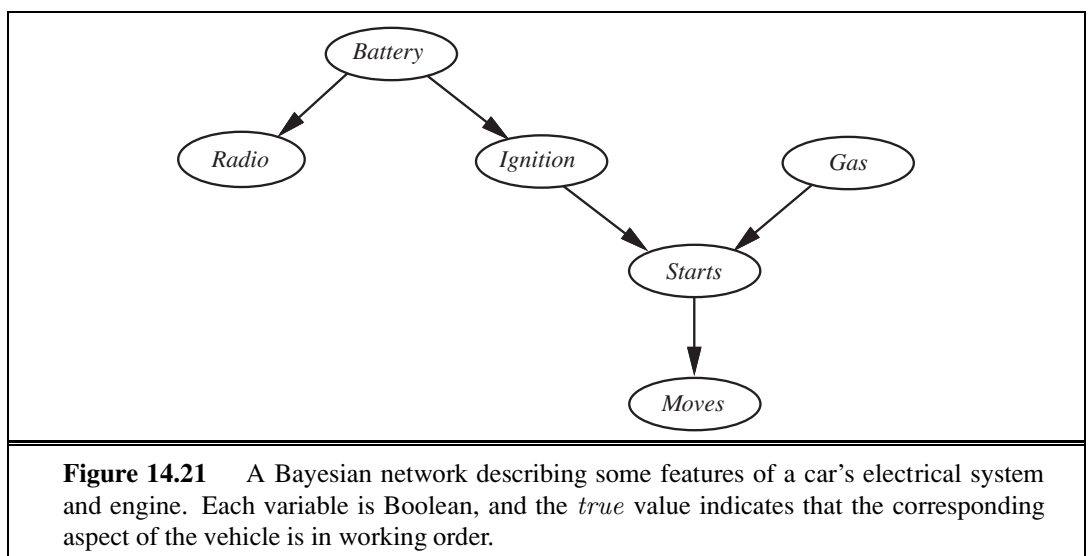 Battery
Radio
Ignition
Gas
Starts
Moves
Figure 14.21 A Bayesian network describing some features of a car's electrical system
and engine. Each variable is Boolean, and the true value indicates that the corresponding
aspect of the vehicle is in working order.